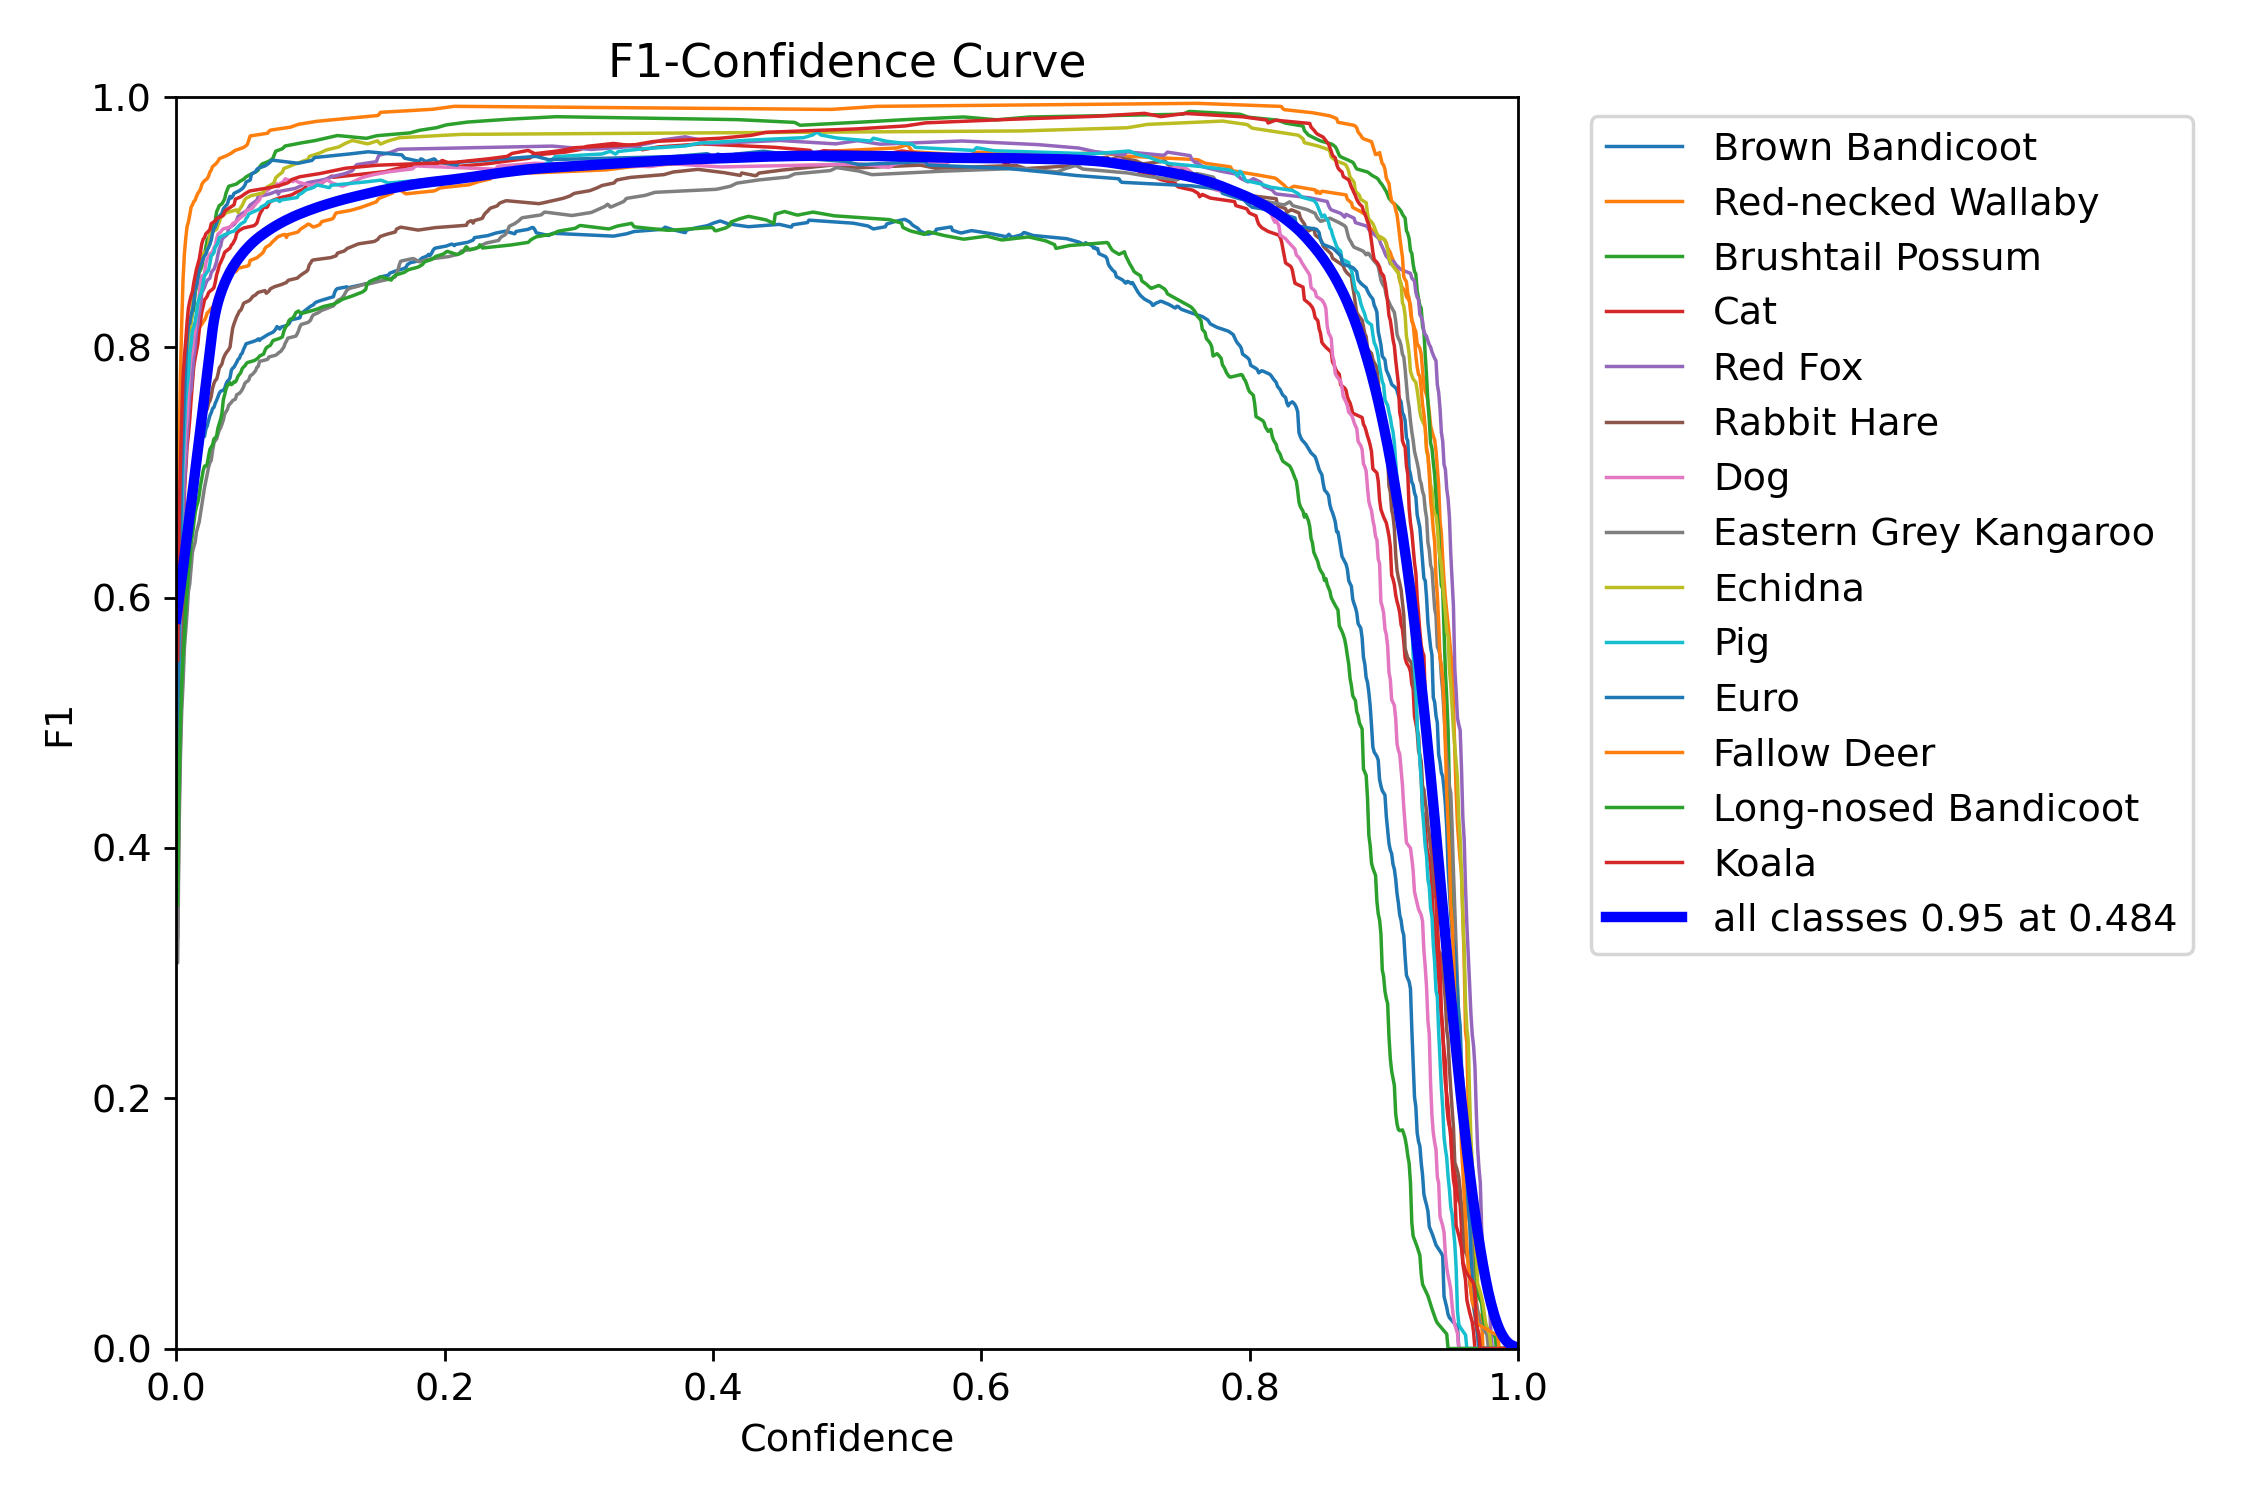 F1-Confidence Curve
1.0
0.8
0.6
0.4
0.2
0.0
F1
0.0 0.2 0.4 0.6 0.8 1.0
Confidence
Brown Bandicoot
Red-necked Wallaby
Brushtail Possum
Cat
Red Fox
Rabbit Hare
Dog
Eastern Grey Kangaroo
Echidna
Pig
Euro
Fallow Deer
Long-nosed Bandicoot
Koala
all classes 0.95 at 0.484